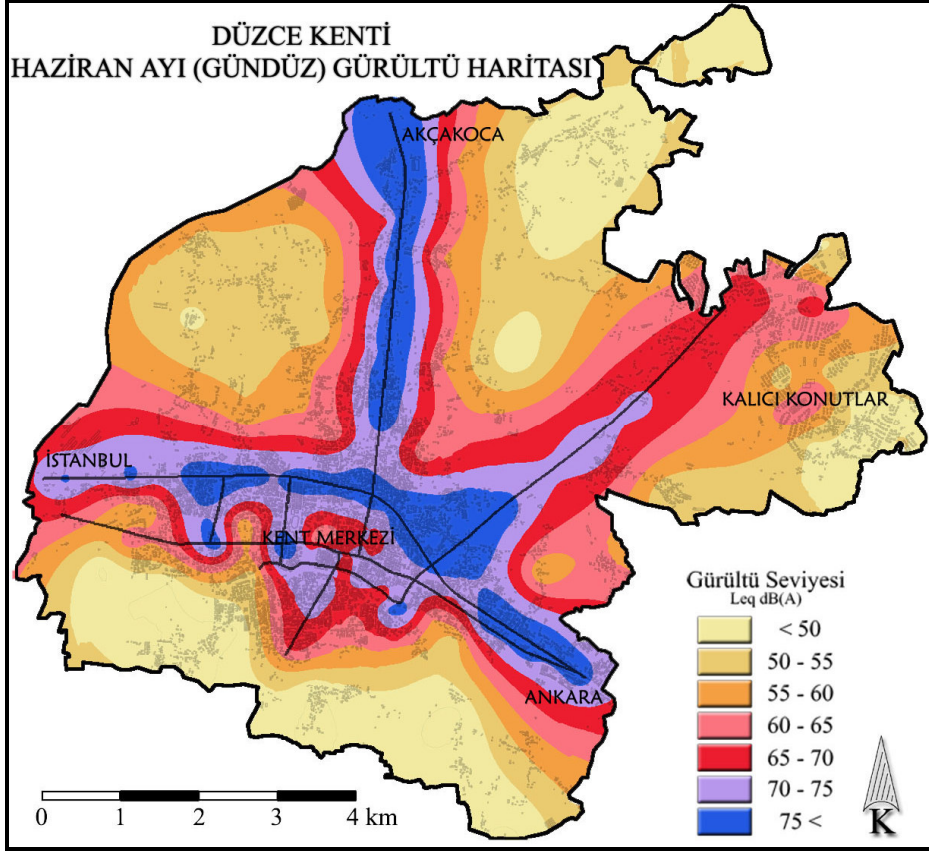 DÜZCE KENTİ
HAZİRAN AYI (GÜNDÜZ) GÜRÜLTÜ HARİTASI
AKÇAKOCA
KALICI KONUTLAR
İSTANBUL
KENT MERKEZİ
ANKARA
Gürültü Seviyesi
Leq dB(A)
< 50
50 - 55
55 - 60
60 - 65
65 - 70
70 - 75
75 <
0 1 2 3 4 km
K